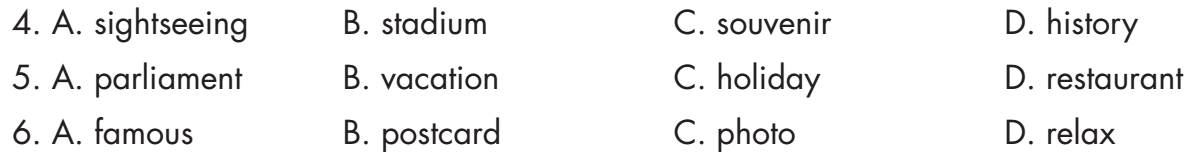 4. A. sightseeing B. stadium C. souvenir D. history
5. A. parliament B. vacation C. holiday D. restaurant
6. A. famous B. postcard C. photo D. relax